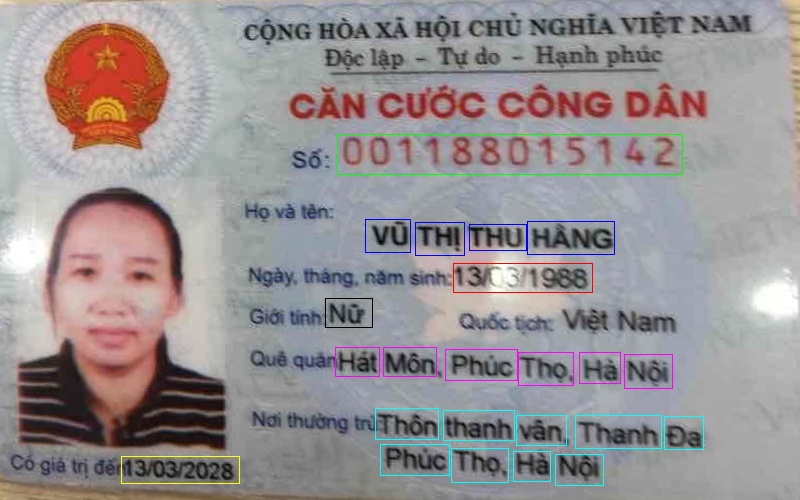 CỘNG HÒA XÃ HỘI CHỦ NGHĨA VIỆT NAM
Độc lập - Tự do - Hạnh phúc
CĂN CƯỚC CÔNG DÂN
Số: 001188015142
Họ và tên:
VŨ THỊ THU HẰNG
Ngày, tháng, năm sinh: 13/03/1988
Giới tính: Nữ Quốc tịch: Việt Nam
Quê quán: Hát Môn, Phúc Thọ, Hà Nội
Nơi thường trú: Thôn thanh vân, Thanh Đa
Phúc Thọ, Hà Nội
Có giá trị đến: 13/03/2028